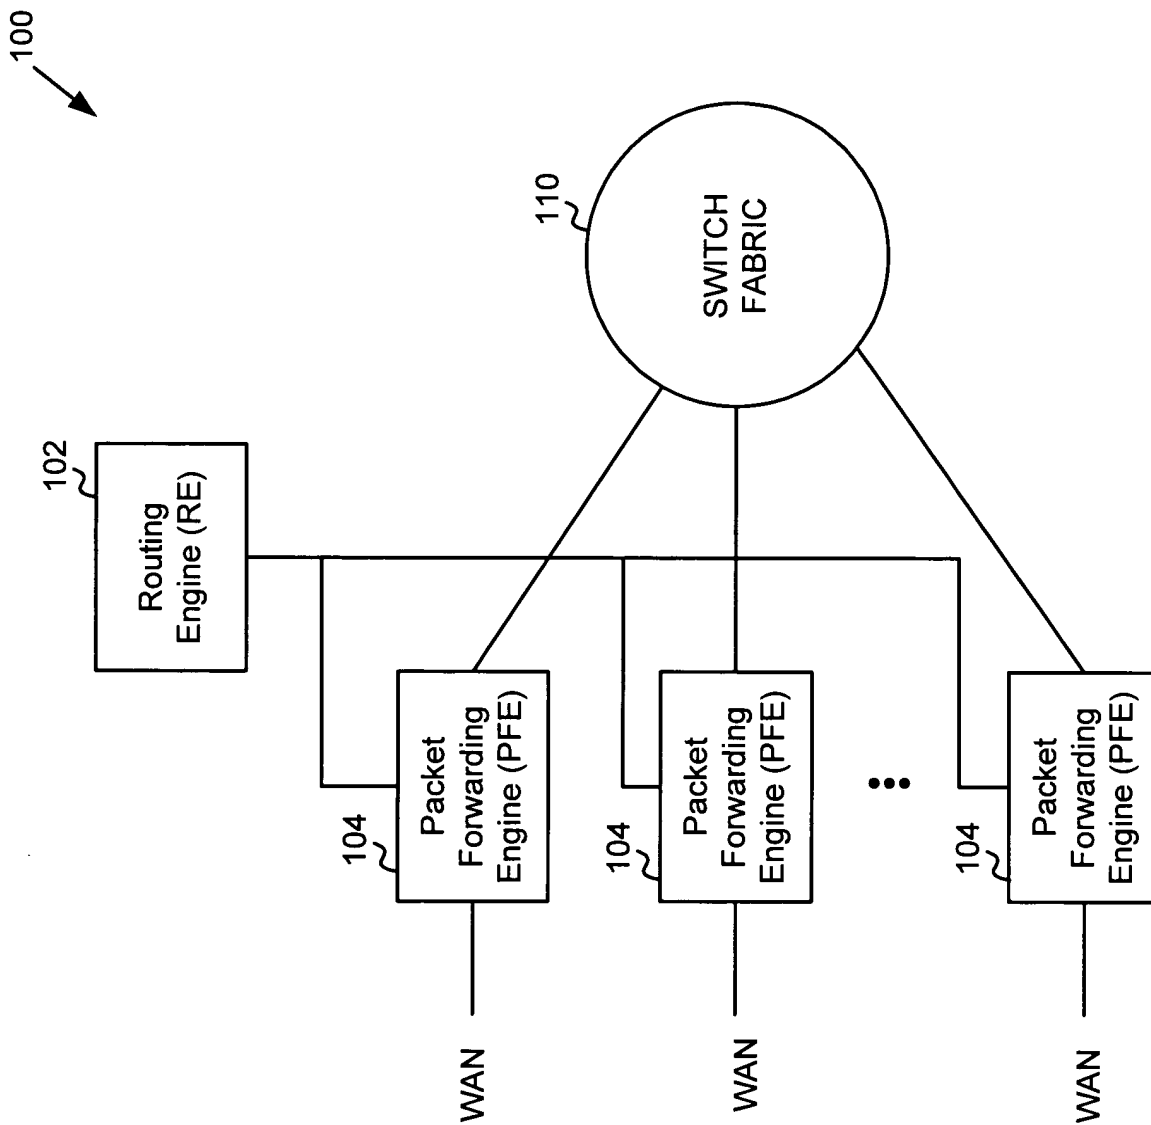 100
102
Routing
Engine (RE)
110
SWITCH
FABRIC
104
Packet
Forwarding
Engine (PFE)
WAN
104
Packet
Forwarding
Engine (PFE)
WAN
104
Packet
Forwarding
Engine (PFE)
WAN